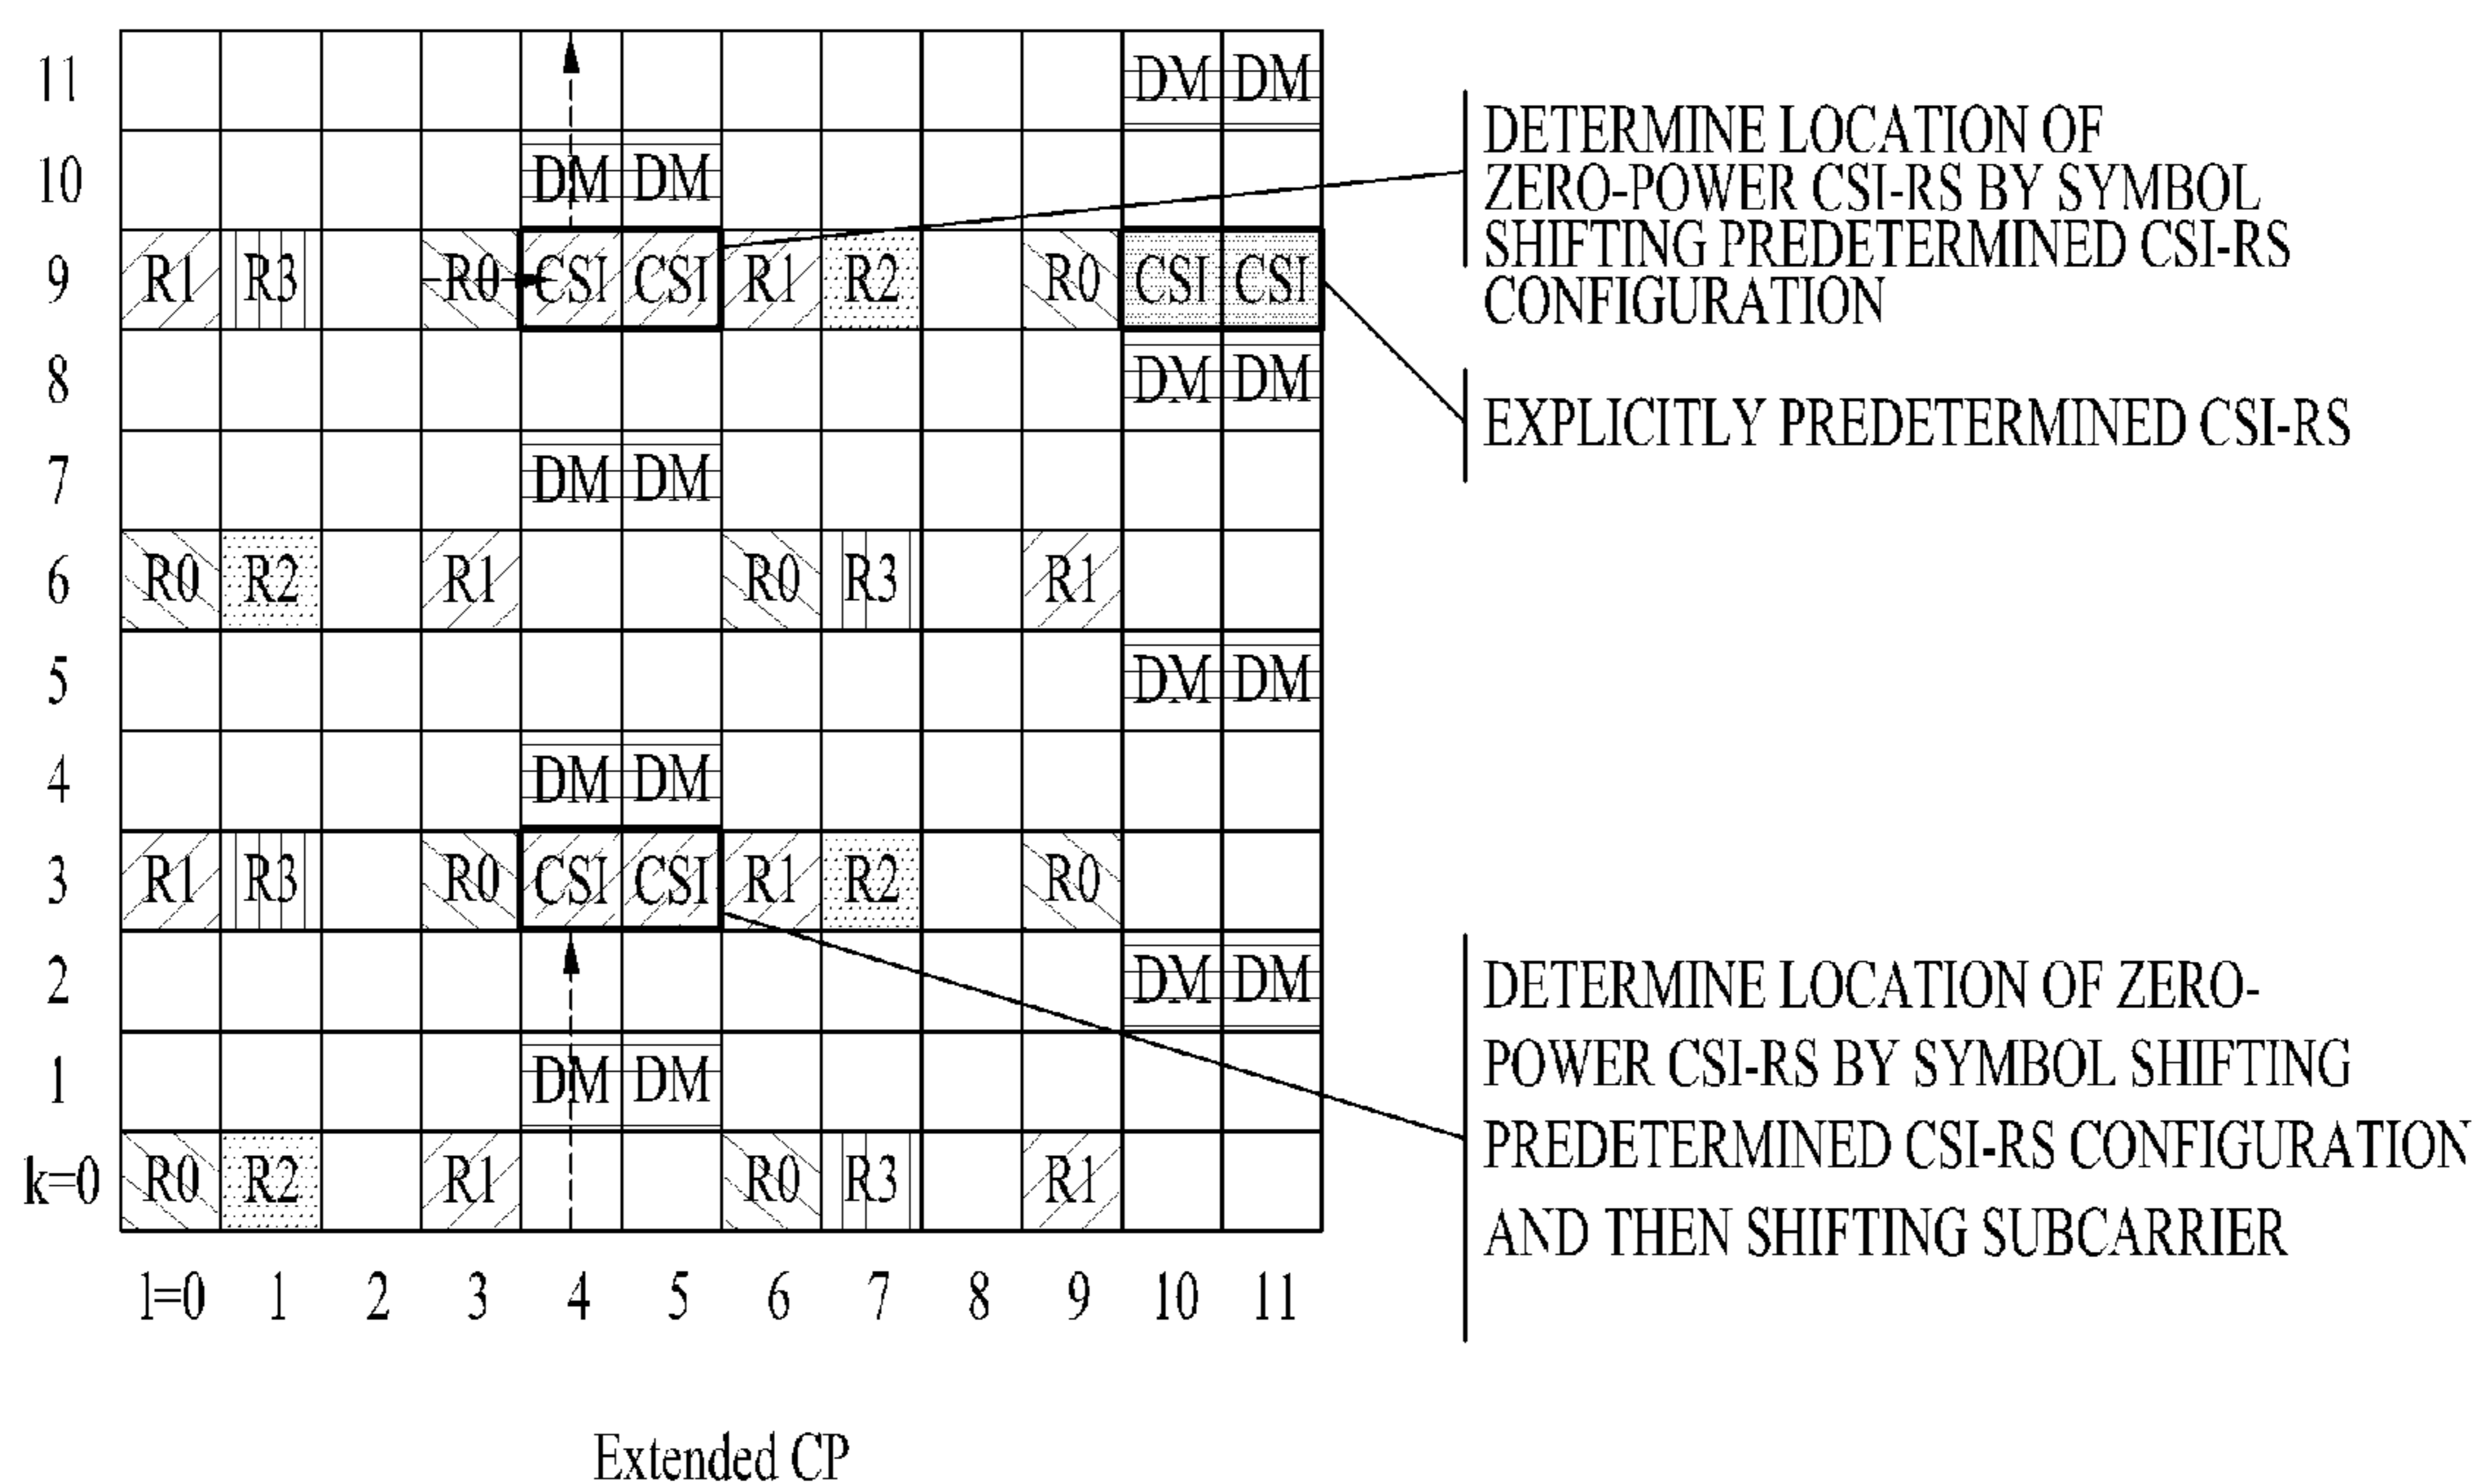 11 DM DM
10 DM DM
9 R1 R3 R0 CSI CSI R1 R2 R0 CSI CSI
8 DM DM
7 DM DM
6 R0 R2 R1 R0 R3 R1
5 DM DM
4 DM DM
3 R1 R3 R0 CSI CSI R1 R2 R0
2 DM DM
1 DM DM
k=0 R0 R2 R1 R0 R3 R1
l=0 1 2 3 4 5 6 7 8 9 10 11
DETERMINE LOCATION OF
ZERO-POWER CSI-RS BY SYMBOL
SHIFTING PREDETERMINED CSI-RS
CONFIGURATION
EXPLICITLY PREDETERMINED CSI-RS
DETERMINE LOCATION OF ZERO-
POWER CSI-RS BY SYMBOL SHIFTING
PREDETERMINED CSI-RS CONFIGURATION
AND THEN SHIFTING SUBCARRIER
Extended CP